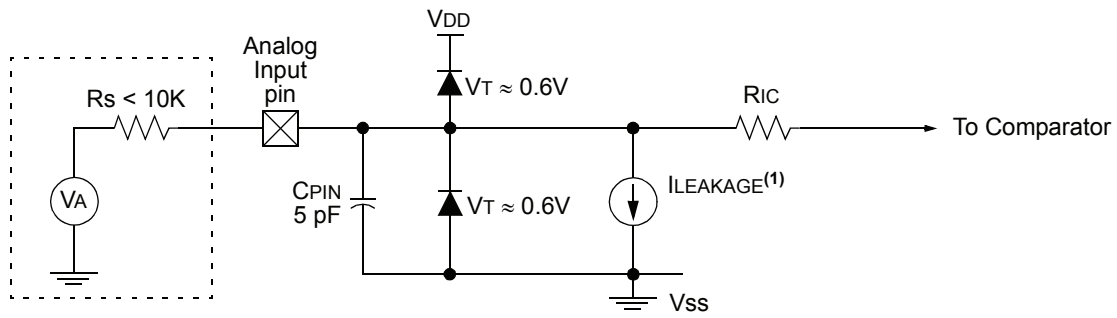 VDD
Analog
Input
pin
Rs < 10K
VT ≈ 0.6V
RIC
To Comparator
VA
CPIN
5 pF
VT ≈ 0.6V
ILEAKAGE(1)
Vss